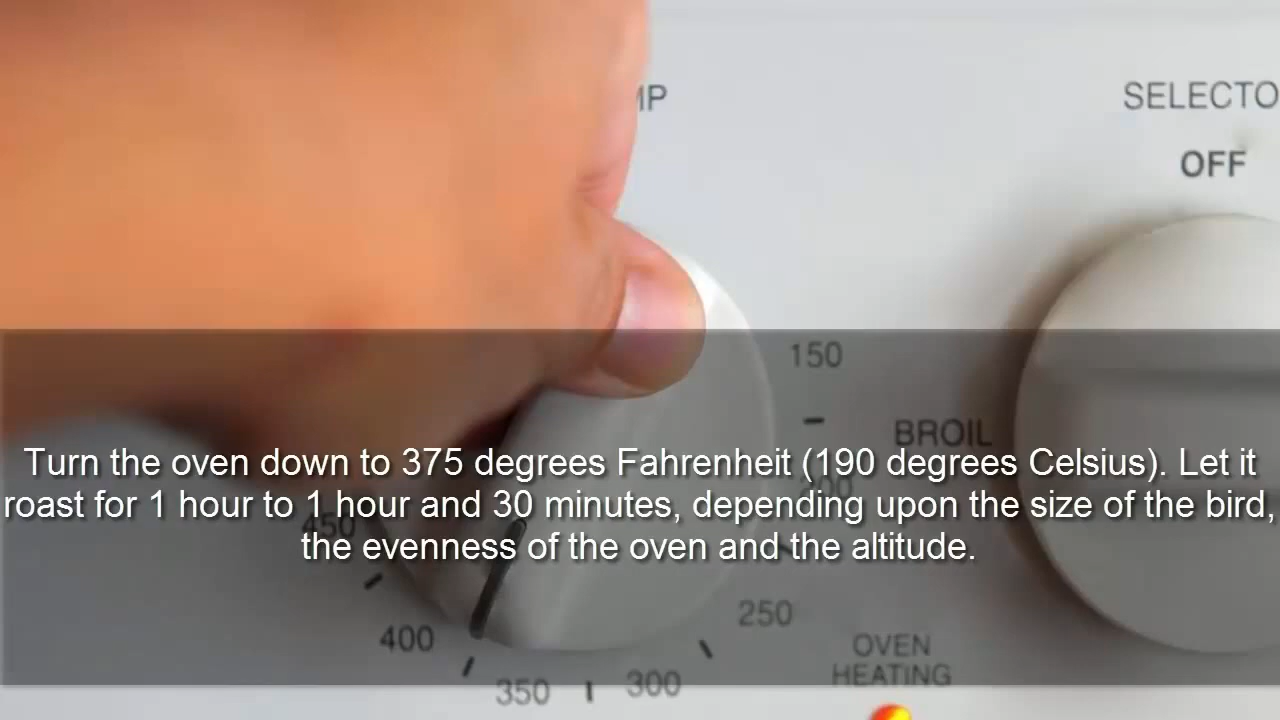 MP
SELECTO
OFF
150
BROIL
Turn the oven down to 375 degrees Fahrenheit (190 degrees Celsius). Let it
roast for 1 hour to 1 hour and 30 minutes, depending upon the size of the bird,
the evenness of the oven and the altitude.
450
250
400
OVEN
HEATING
350
300